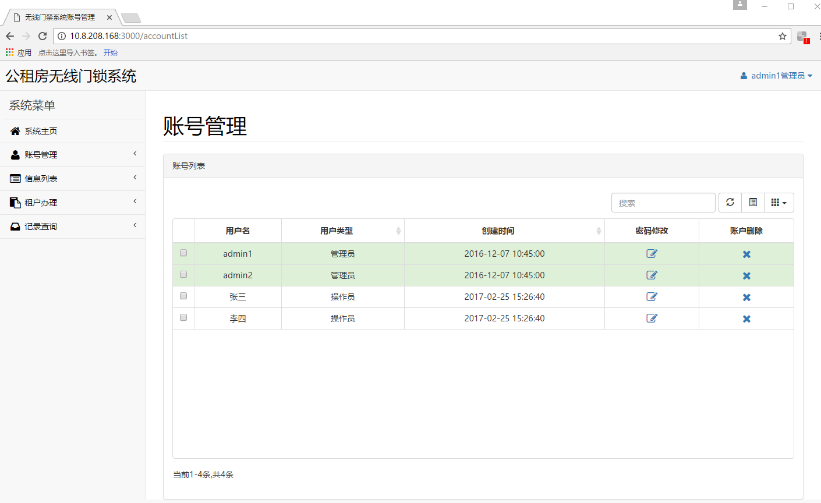 无线门禁系统账号管理
10.8.208.168:3000/accountList
应用 点击这里导入书签。 开始
公租房无线门锁系统
admin1管理员
系统菜单
系统主页
账号管理
信息列表
租户办理
记录查询
账号管理
账号列表
搜索
用户名 用户类型 创建时间 密码修改 账户删除
admin1 管理员 2016-12-07 10:45:00
admin2 管理员 2016-12-07 10:45:00
张三 操作员 2017-02-25 15:26:40
李四 操作员 2017-02-25 15:26:40
当前1-4条,共4条